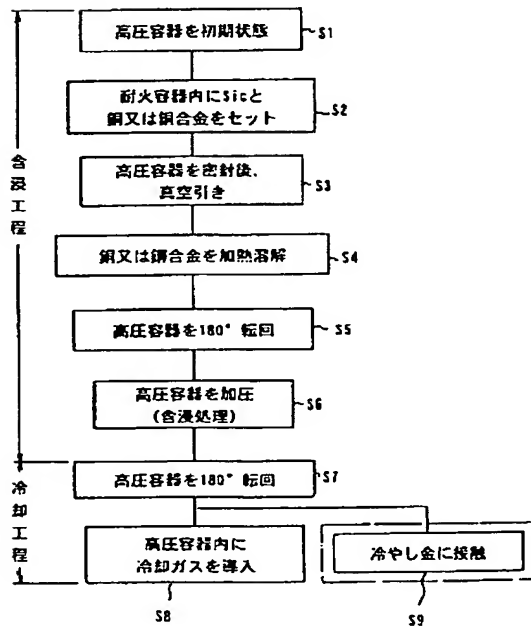 高圧容器を初期状態
S1
耐火容器内にSicと
銅又は銅合金をセット
S2
高圧容器を密封後、
真空引き
S3
銅又は銅合金を加熱溶解
S4
高圧容器を180°転回
S5
高圧容器を加圧
(含浸処理)
S6
含浸工程
高圧容器を180°転回
S7
冷却工程
高圧容器内に
冷却ガスを導入
S8
冷やし金に接触
S9